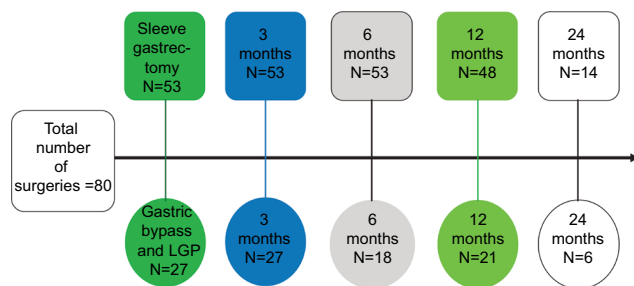 Total
number
of
surgeries =80
Sleeve
gastrec-
tomy
N=53
3
months
N=53
6
months
N=53
12
months
N=48
24
months
N=14
Gastric
bypass
and LGP
N=27
3
months
N=27
6
months
N=18
12
months
N=21
24
months
N=6